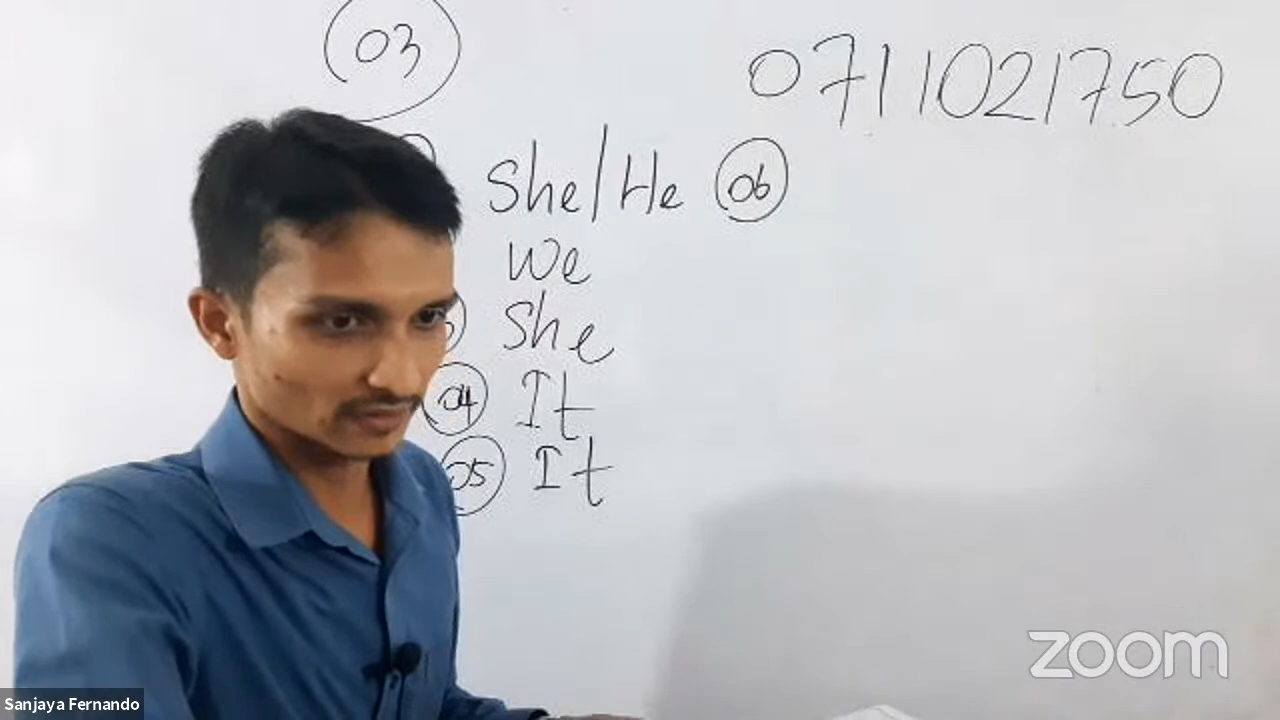 03
0711021750
She/He 06
We
She
04 It
05 It
zoom
Sanjaya Fernando